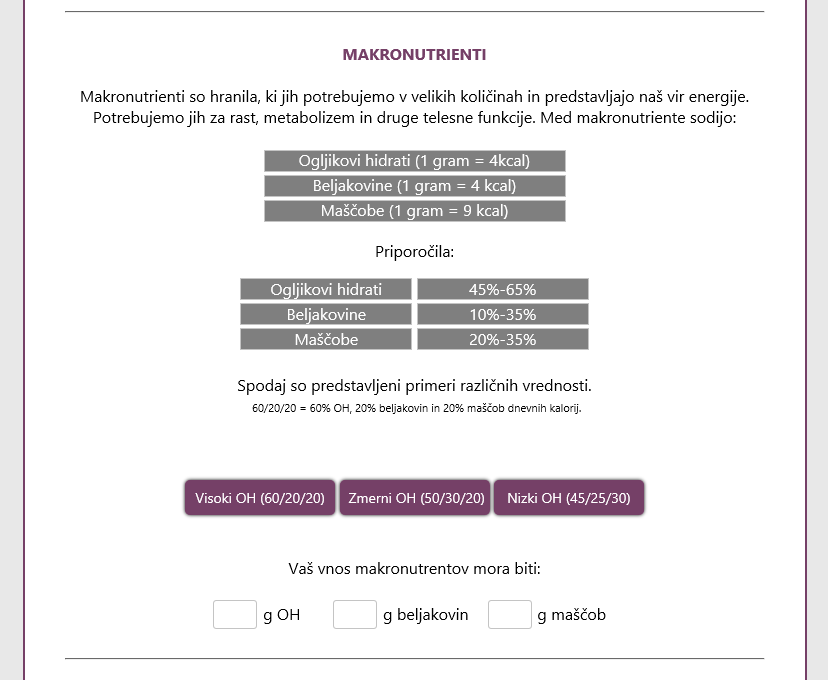 MAKRONUTRIENTI
Makronutrienti so hranila, ki jih potrebujemo v velikih količinah in predstavljajo naš vir energije.
Potrebujemo jih za rast, metabolizem in druge telesne funkcije. Med makronutriente sodijo:
Ogljikovi hidrati (1 gram = 4kcal)
Beljakovine (1 gram = 4 kcal)
Maščobe (1 gram = 9 kcal)
Priporočila:
Ogljikovi hidrati 45%-65%
Beljakovine 10%-35%
Maščobe 20%-35%
Spodaj so predstavljeni primeri različnih vrednosti.
60/20/20 = 60% OH, 20% beljakovin in 20% maščob dnevnih kalorij.
Visoki OH (60/20/20) Zmerni OH (50/30/20) Nizki OH (45/25/30)
Vaš vnos makronutrentov mora biti:
g OH g beljakovin g maščob